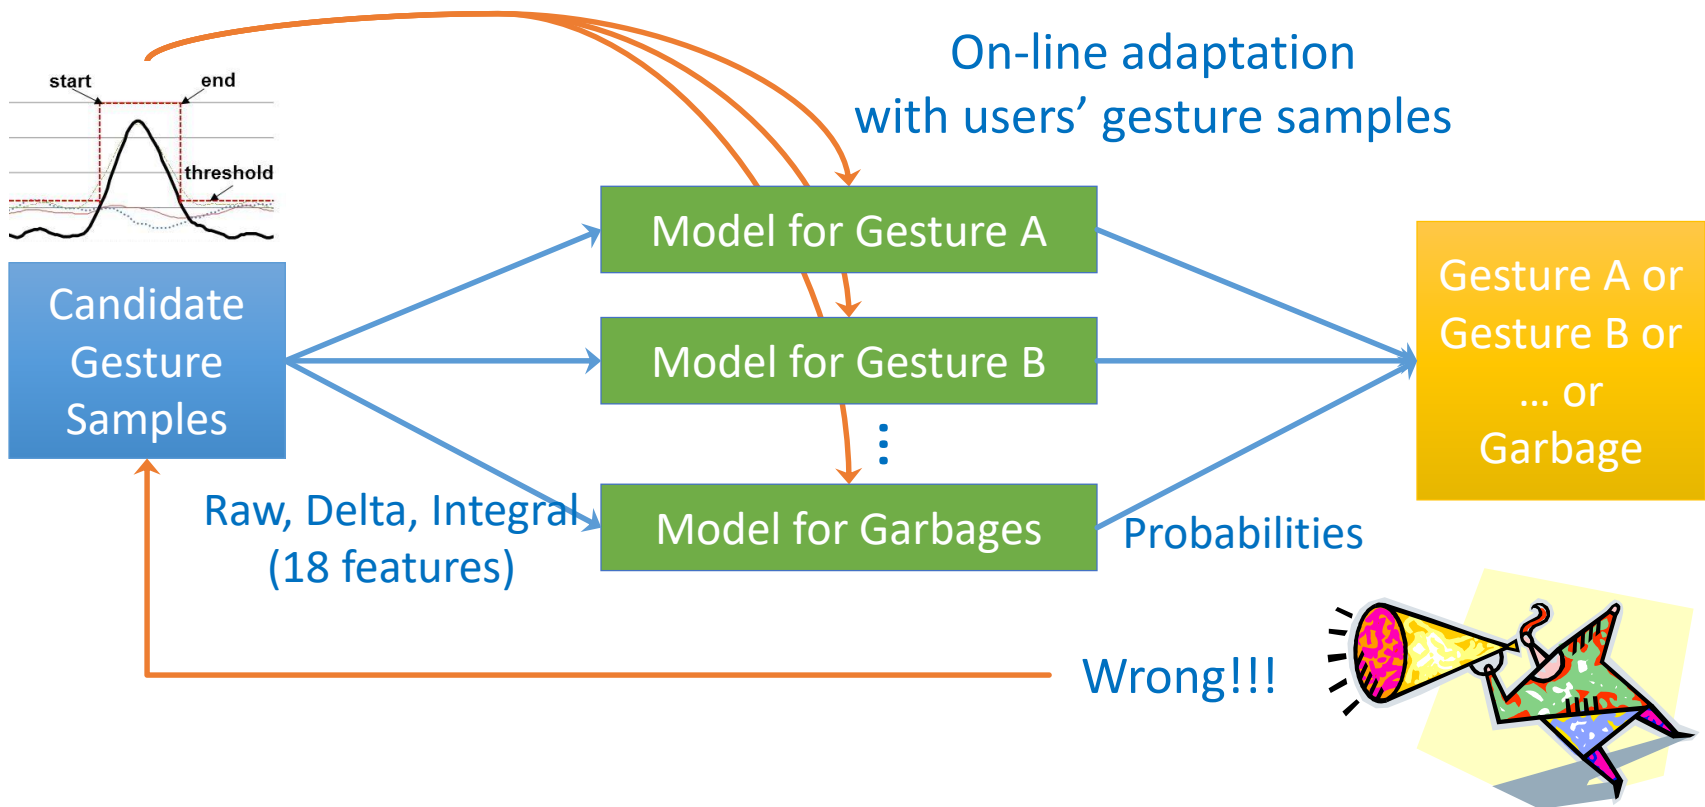 On-line adaptation
with users’ gesture samples
start
end
threshold
Candidate
Gesture
Samples
Model for Gesture A
Model for Gesture B
⋮
Model for Garbages
Gesture A or
Gesture B or
… or
Garbage
Raw, Delta, Integral
(18 features)
Probabilities
Wrong!!!